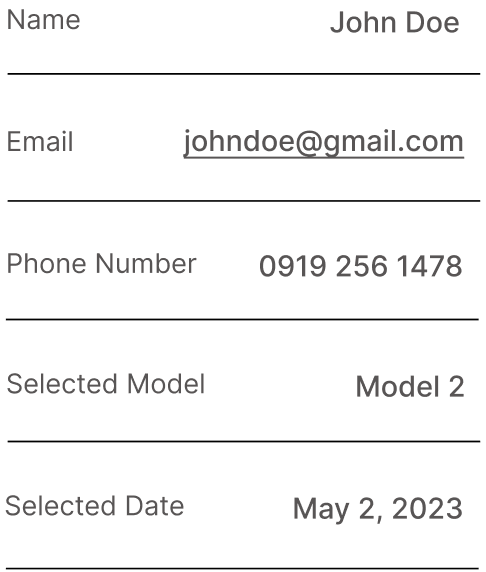 Name John Doe
Email johndoe@gmail.com
Phone Number 0919 256 1478
Selected Model Model 2
Selected Date May 2, 2023